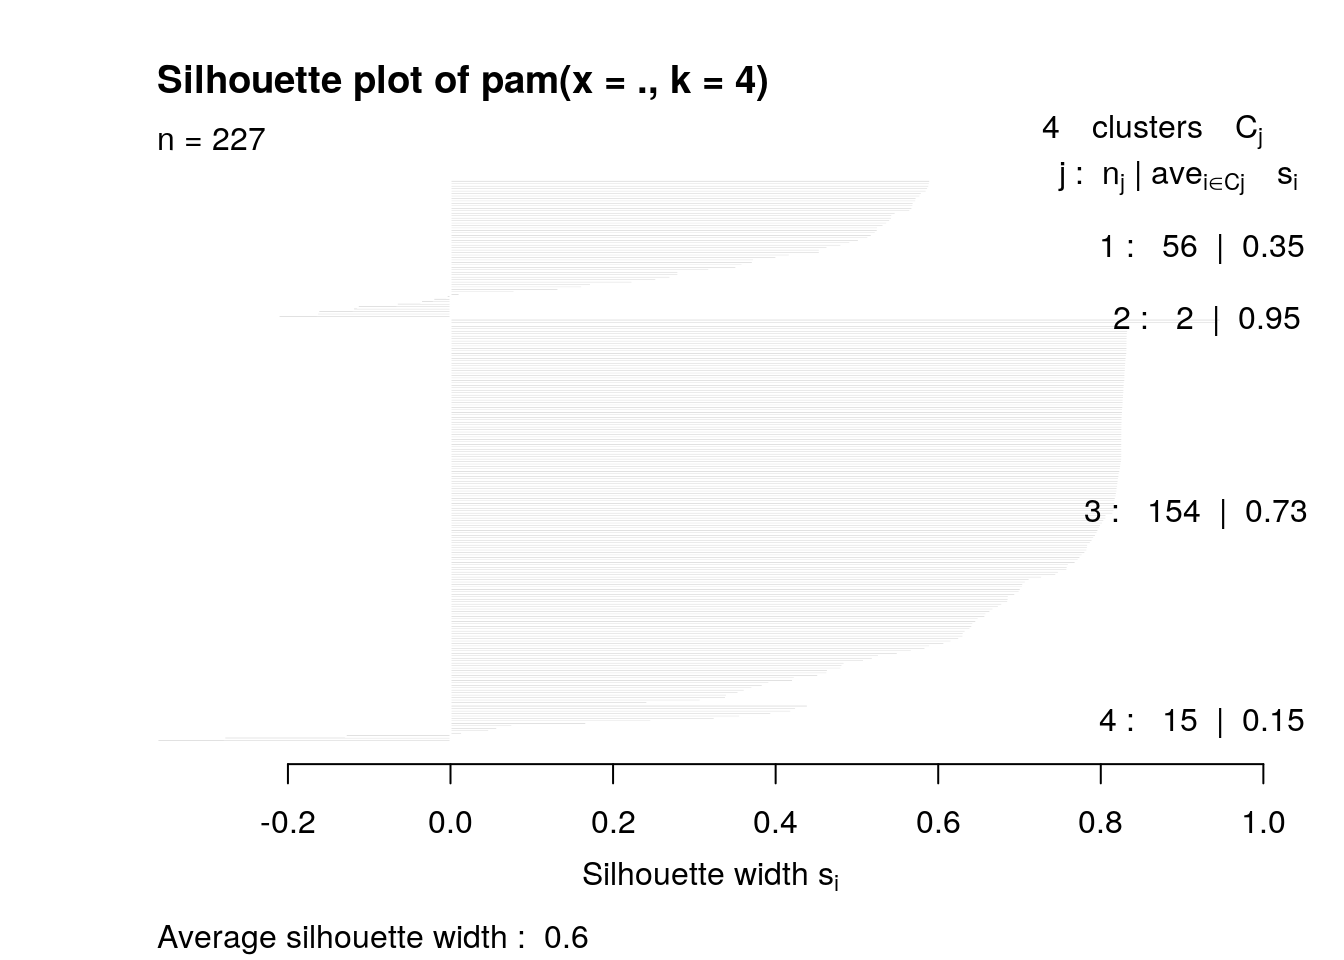 Silhouette plot of pam(x = ., k = 4)
n = 227
4 clusters Cj
j : nj | avei∈Cj si
1 : 56 | 0.35
2 : 2 | 0.95
3 : 154 | 0.73
4 : 15 | 0.15
-0.2 0.0 0.2 0.4 0.6 0.8 1.0
Silhouette width si
Average silhouette width : 0.6